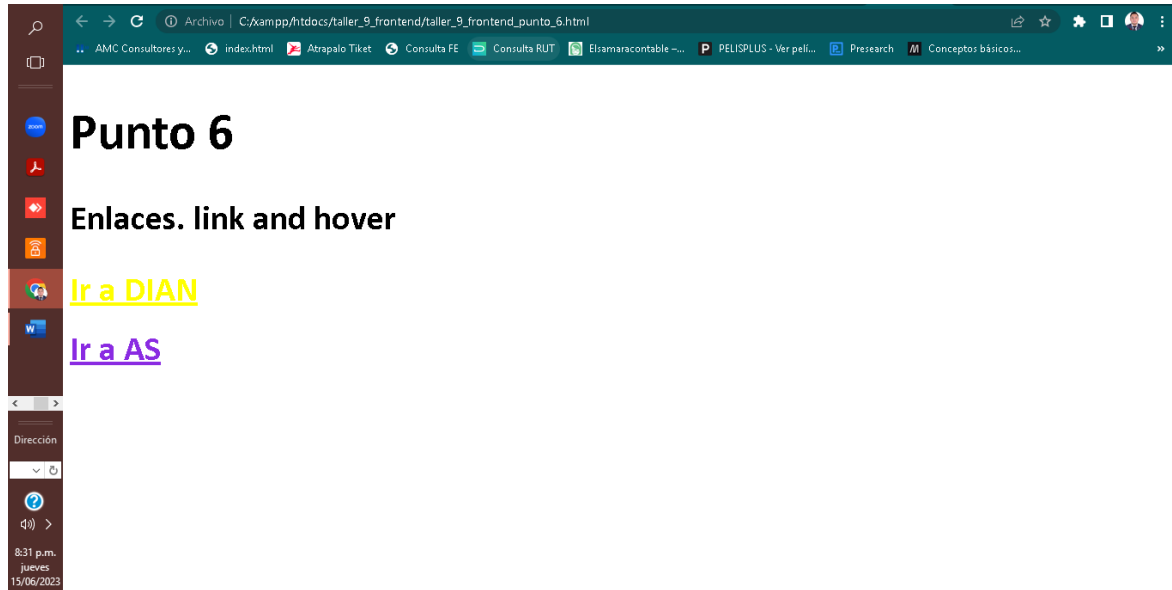 Archivo | C:/xampp/htdocs/taller_9_frontend/taller_9_frontend_punto_6.html
AMC Consultores y... index.html Atrapalo Tiket Consulta FE Consulta RUT Elsamaracontable –... PELISPLUS - Ver pelí... Presearch Conceptos básicos... »
zoom
Punto 6
Enlaces. link and hover
Ir a DIAN
Ir a AS
Dirección
8:31 p.m.
jueves
15/06/2023